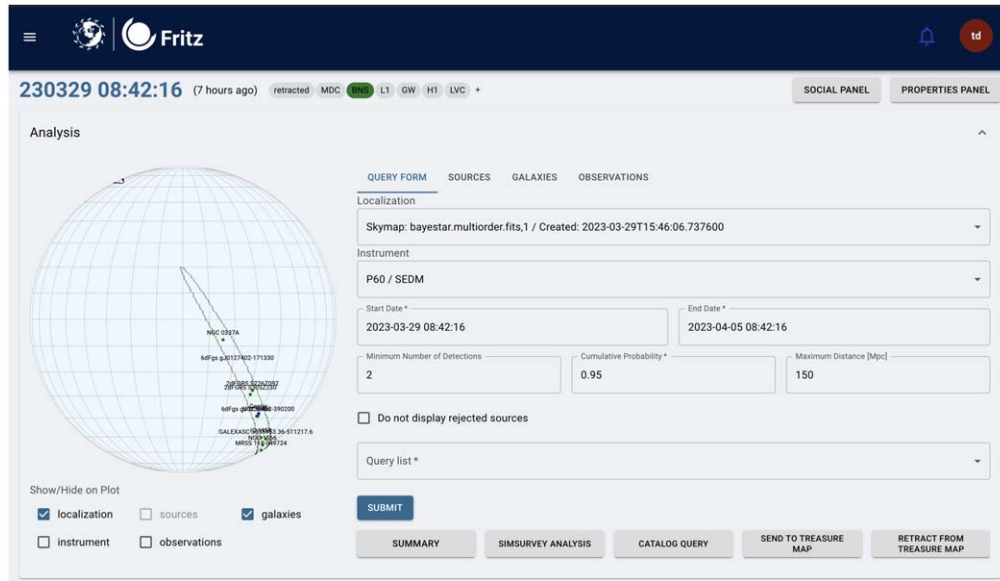 Fritz
td
230329 08:42:16 (7 hours ago) retracted MDC BNS L1 GW H1 LVC +
SOCIAL PANEL PROPERTIES PANEL
Analysis
QUERY FORM SOURCES GALAXIES OBSERVATIONS
Localization
Skymap: bayestar.multiorder.fits,1 / Created: 2023-03-29T15:46:06.737600
Instrument
P60 / SEDM
Start Date * End Date *
2023-03-29 08:42:16 2023-04-05 08:42:16
Minimum Number of Detections Cumulative Probability * Maximum Distance [Mpc]
2 0.95 150
Do not display rejected sources
Query list *
SUBMIT
SUMMARY SIMSURVEY ANALYSIS CATALOG QUERY SEND TO TREASURE MAP RETRACT FROM TREASURE MAP
NGC 0337A
6dFgs gJ0127402-171330
Show/Hide on Plot
localization sources galaxies
instrument observations